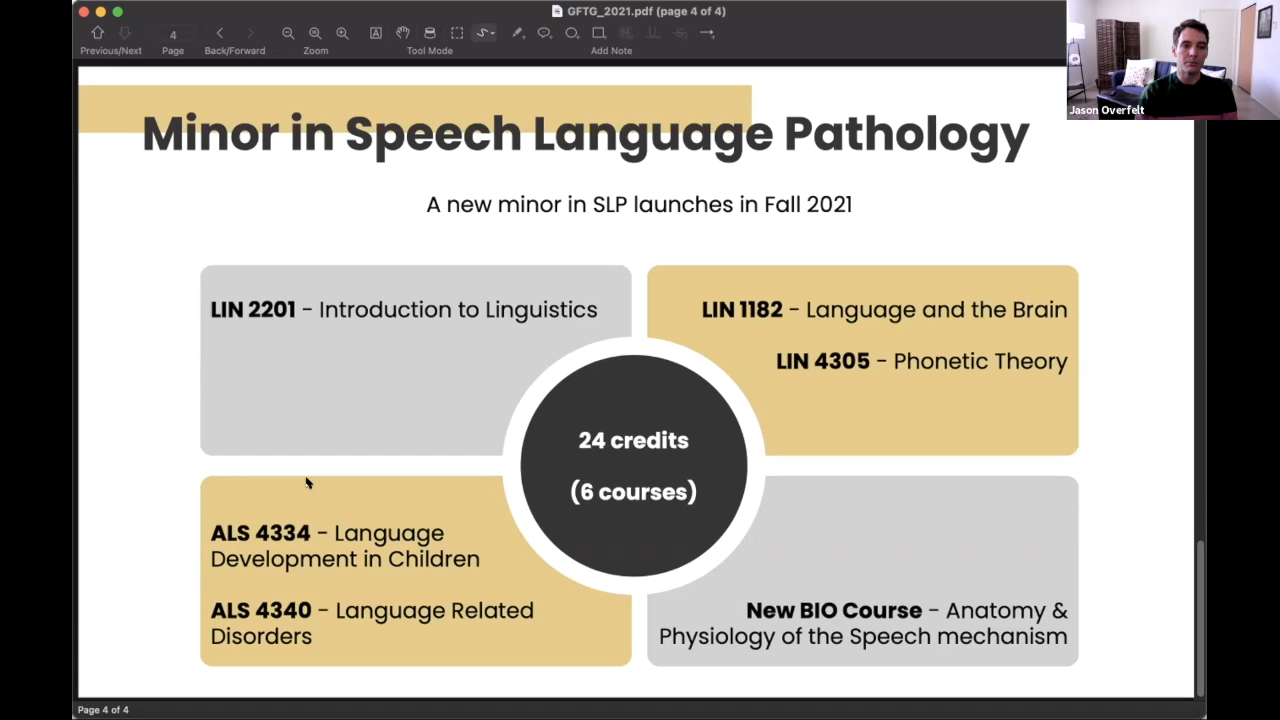 GFTG_2021.pdf (page 4 of 4)
4
Previous/Next
Page
Back/Forward
Zoom
Tool Mode
Add Note
Jason Overfelt
Minor in Speech Language Pathology
A new minor in SLP launches in Fall 2021
LIN 2201 - Introduction to Linguistics
LIN 1182 - Language and the Brain
LIN 4305 - Phonetic Theory
24 credits
(6 courses)
ALS 4334 - Language
Development in Children
ALS 4340 - Language Related
Disorders
New BIO Course - Anatomy &
Physiology of the Speech mechanism
Page 4 of 4